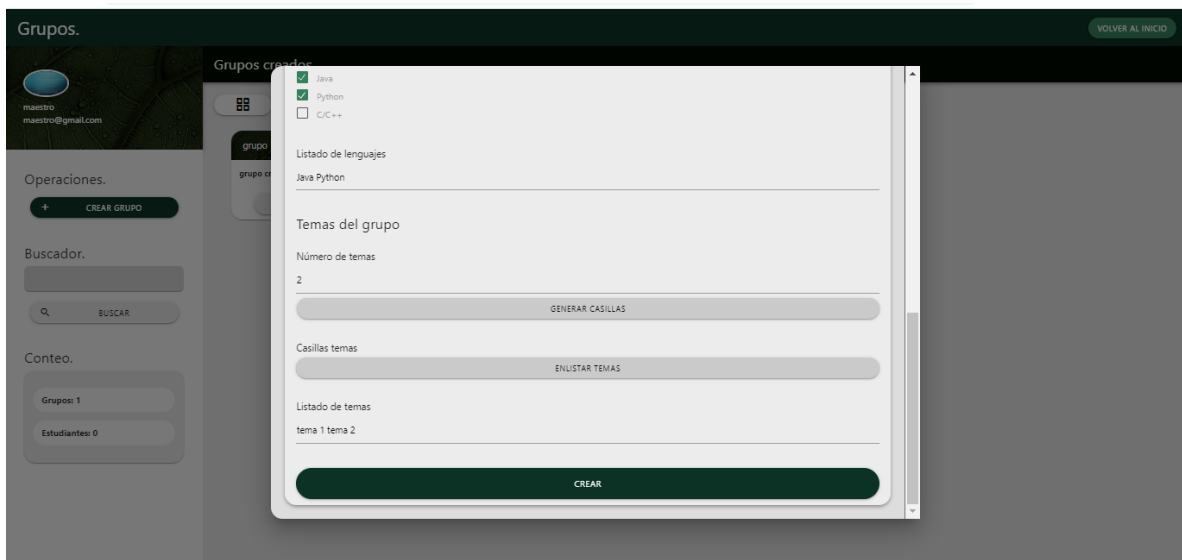 Grupos.
VOLVER AL INICIO
maestro
maestro@gmail.com
Operaciones.
+ CREAR GRUPO
Buscador.
BUSCAR
Conteo.
Grupos: 1
Estudiantes: 0
Grupos creados
grupo
grupo cr
Java
Python
C/C++
Listado de lenguajes
Java Python
Temas del grupo
Número de temas
2
GENERAR CASILLAS
Casillas temas
ENLISTAR TEMAS
Listado de temas
tema 1 tema 2
CREAR